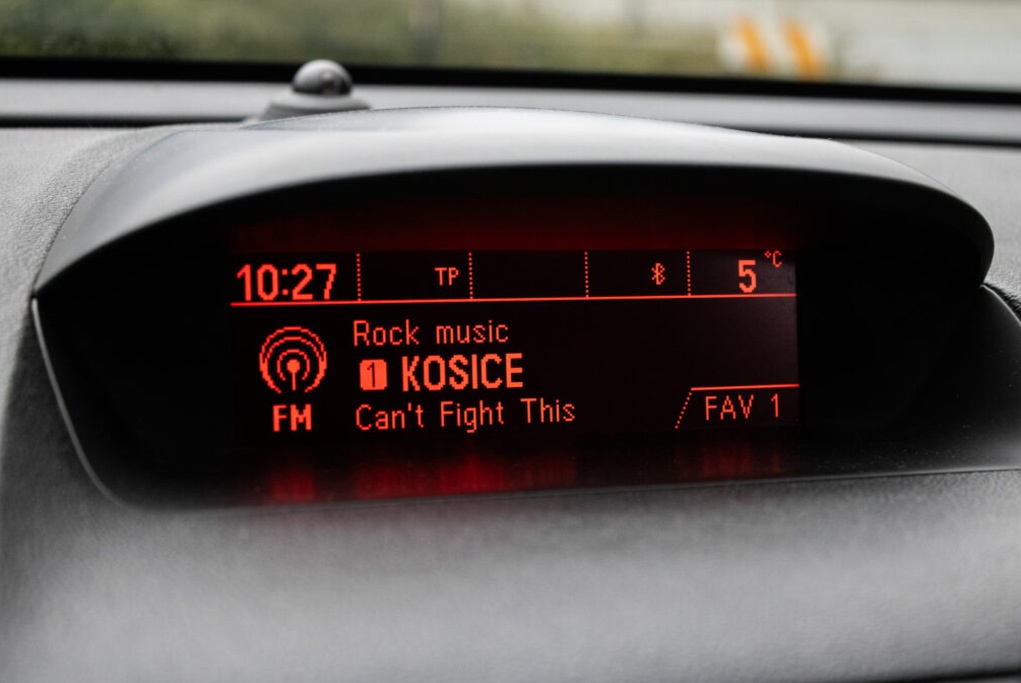 10:27 TP 5 °C
Rock music
1 KOSICE
FM Can't Fight This FAV 1